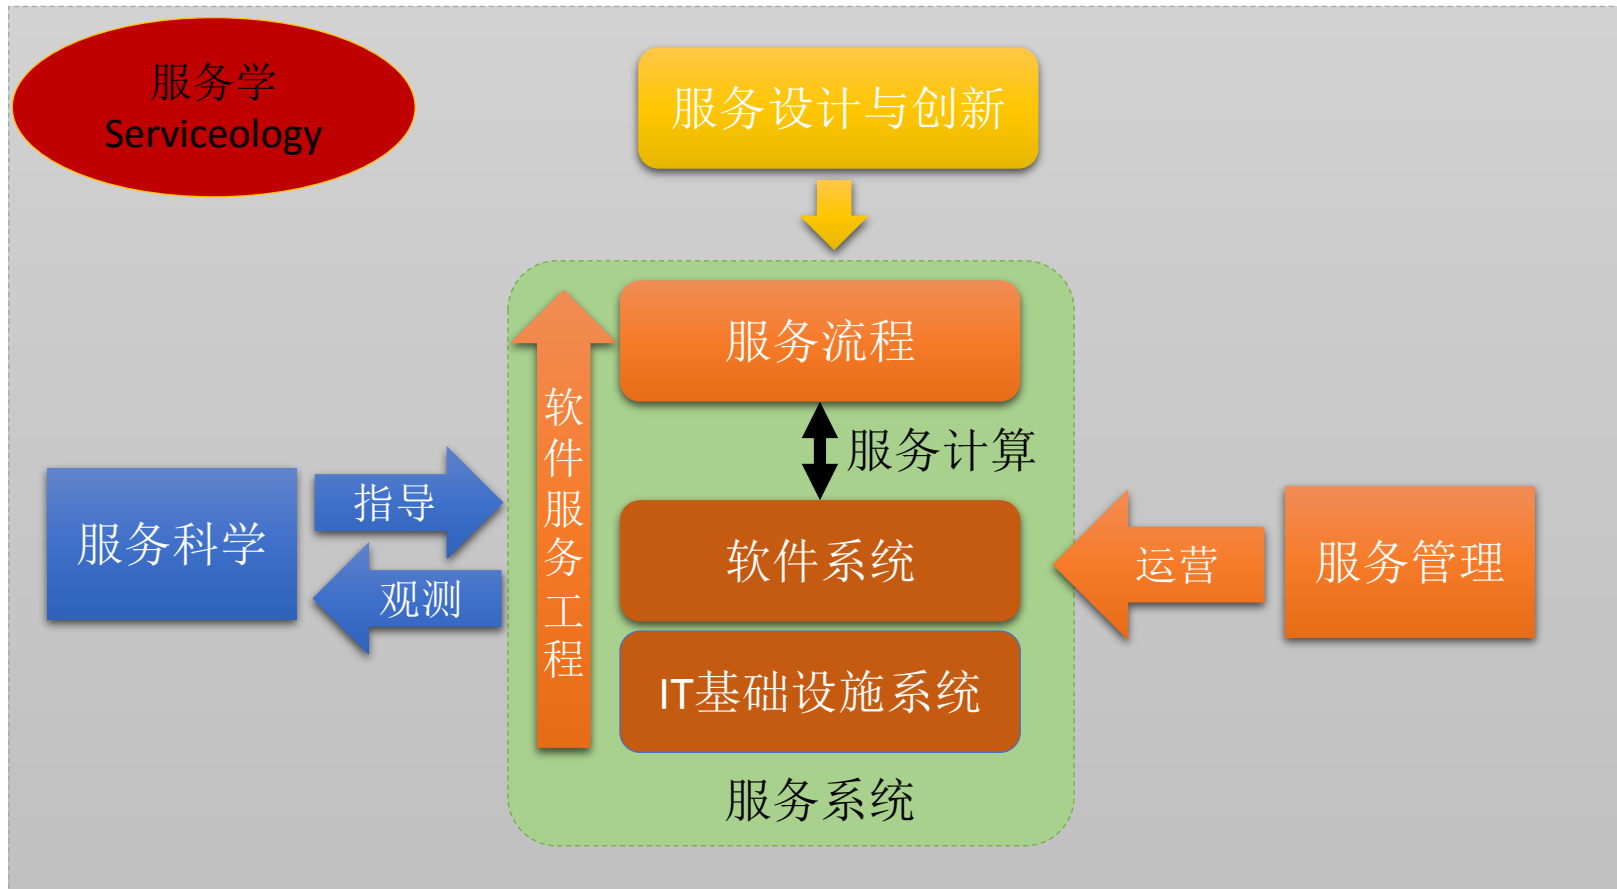 服务学
Serviceology
服务设计与创新
服务流程
软件服务工程
服务计算
指导
服务科学
观测
软件系统
运营
服务管理
IT基础设施系统
服务系统